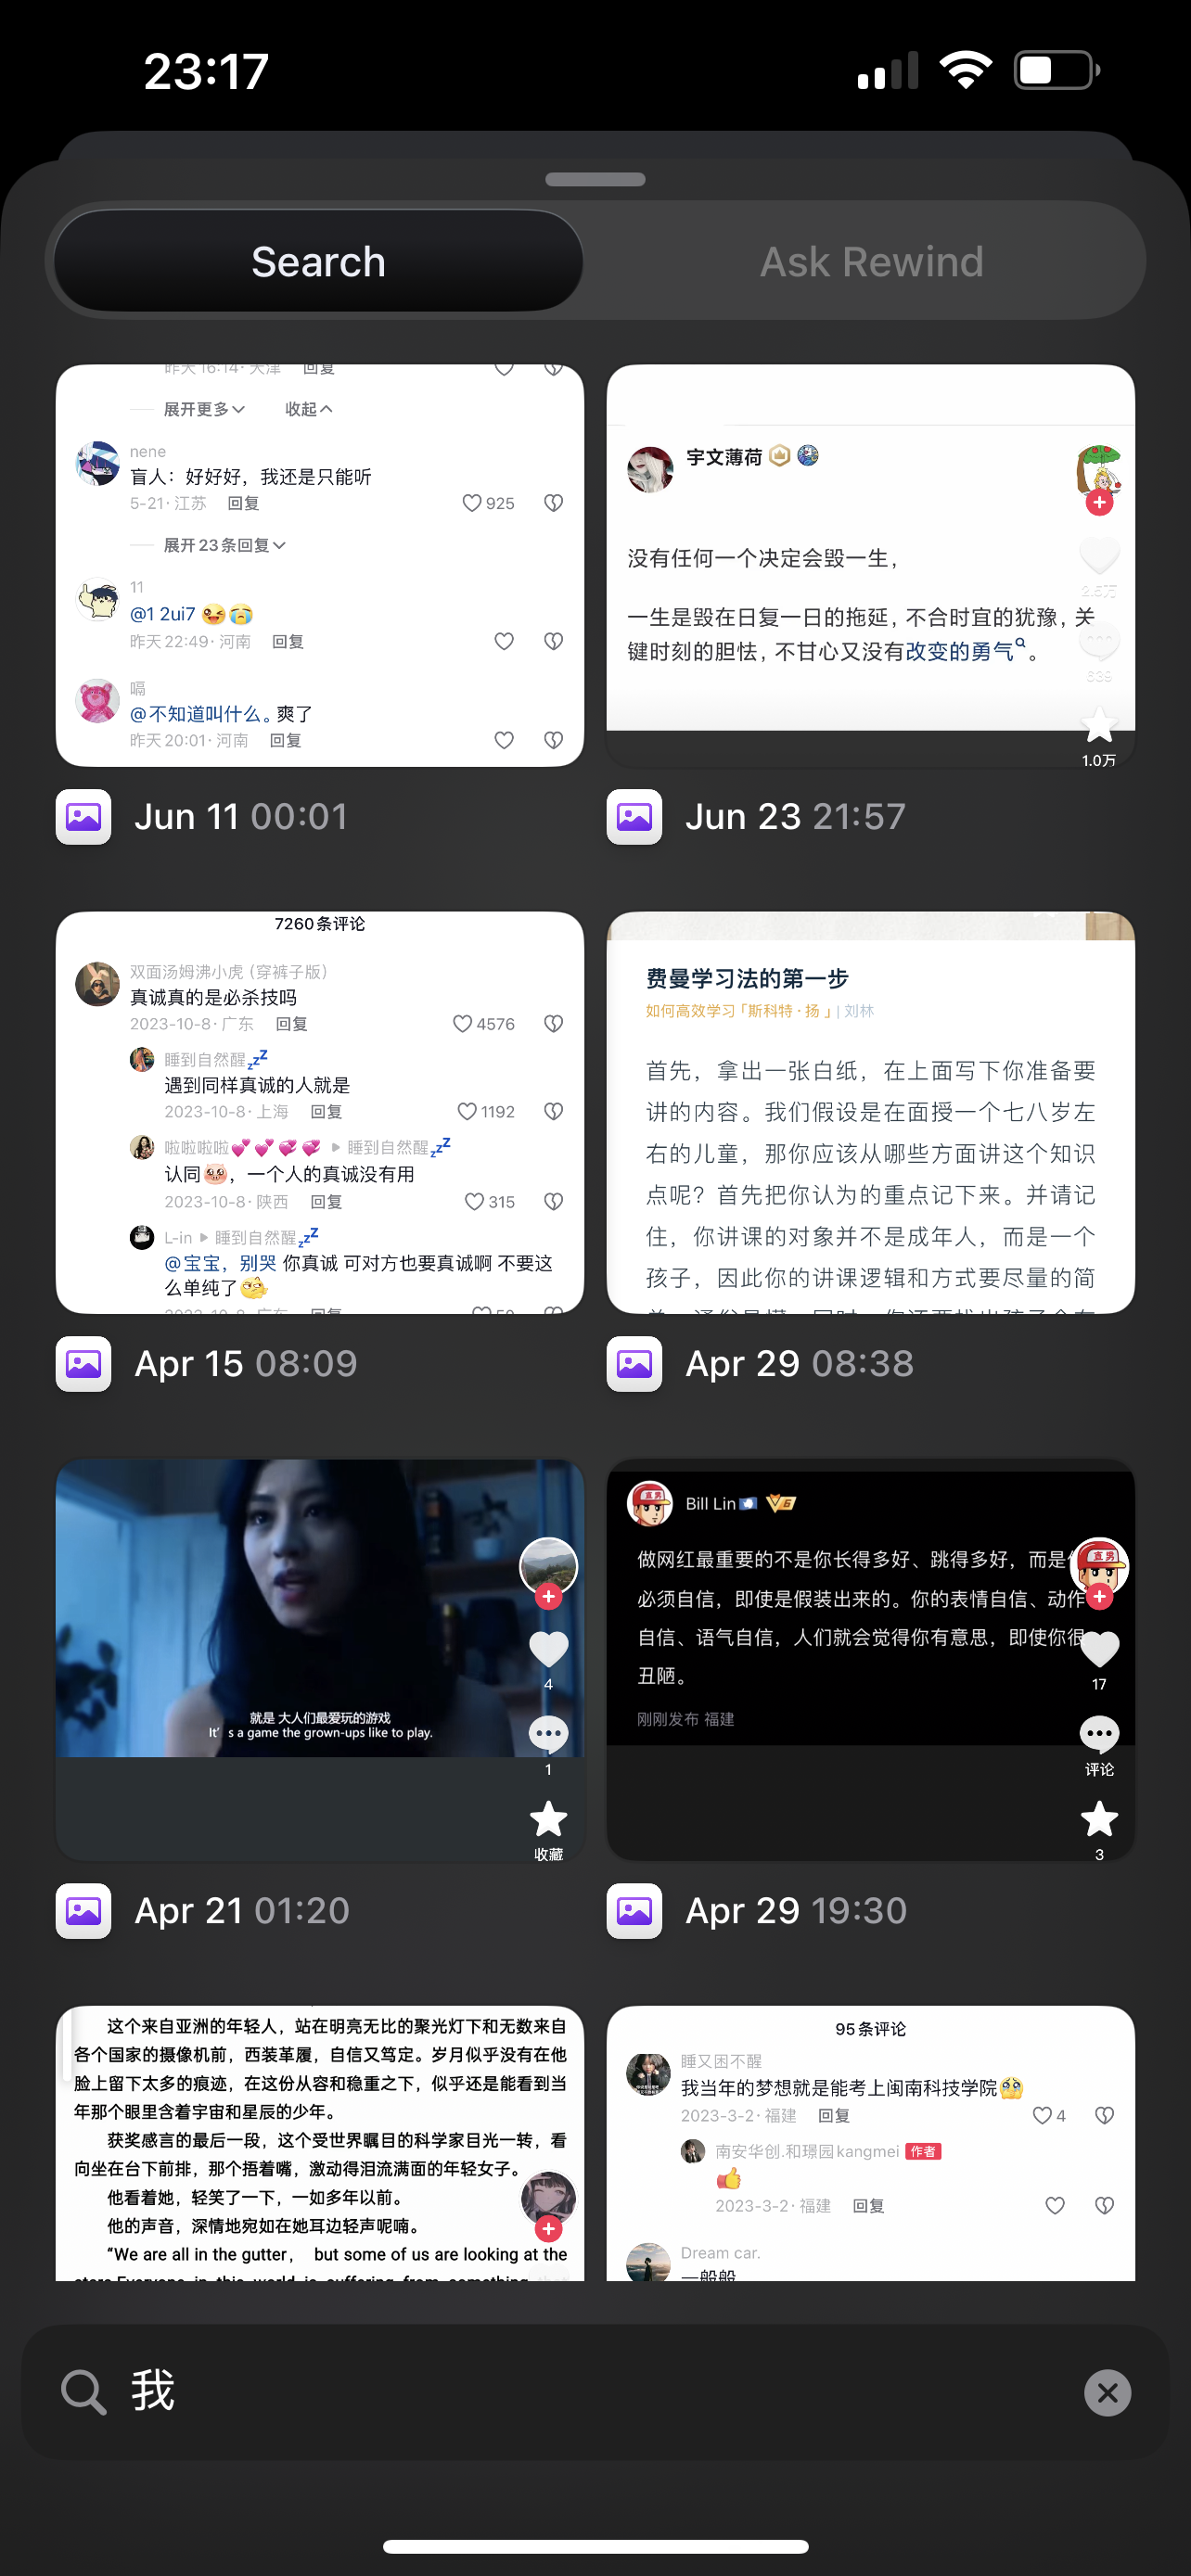 23:17
Search
Ask Rewind
昨天16:14·天津 回复
展开更多 收起
nene
盲人：好好好，我还是只能听
5-21·江苏 回复
925
展开23条回复
11
@1 2ui7
昨天22:49·河南 回复
嗝
@不知道叫什么。爽了
昨天20:01·河南 回复
Jun 11 00:01
宇文薄荷
没有任何一个决定会毁一生，
一生是毁在日复一日的拖延，不合时宜的犹豫，关
键时刻的胆怯，不甘心又没有改变的勇气。
2.5万
639
1.0万
Jun 23 21:57
7260条评论
双面汤姆沸小虎（穿裤子版）
真诚真的是必杀技吗
2023-10-8·广东 回复
4576
睡到自然醒
遇到同样真诚的人就是
2023-10-8·上海 回复
1192
啦啦啦啦 睡到自然醒
认同，一个人的真诚没有用
2023-10-8·陕西 回复
315
L-in 睡到自然醒
@宝宝，别哭 你真诚 可对方也要真诚啊 不要这
么单纯了
2023-10-8·广东 回复
Apr 15 08:09
费曼学习法的第一步
如何高效学习「斯科特·扬」| 刘林
首先，拿出一张白纸，在上面写下你准备要
讲的内容。我们假设是在面授一个七八岁左
右的儿童，那你应该从哪些方面讲这个知识
点呢？首先把你认为的重点记下来。并请记
住，你讲课的对象并不是成年人，而是一个
孩子，因此你的讲课逻辑和方式要尽量的简
Apr 29 08:38
就是 大人们最爱玩的游戏
It's a game the grown-ups like to play.
4
1
收藏
Apr 21 01:20
Bill Lin
直男
做网红最重要的不是你长得多好、跳得多好，而是
必须自信，即使是假装出来的。你的表情自信、动作
自信、语气自信，人们就会觉得你有意思，即使你很
丑陋。
刚刚发布 福建
直男
17
评论
3
Apr 29 19:30
这个来自亚洲的年轻人，站在明亮无比的聚光灯下和无数来自
各个国家的摄像机前，西装革履，自信又笃定。岁月似乎没有在他
脸上留下太多的痕迹，在这份从容和稳重之下，似乎还是能看到当
年那个眼里含着宇宙和星辰的少年。
获奖感言的最后一段，这个受世界瞩目的科学家目光一转，看
向坐在台下前排，那个捂着嘴，激动得泪流满面的年轻女子。
他看着她，轻笑了一下，一如多年以前。
他的声音，深情地宛如在她耳边轻声呢喃。
“We are all in the gutter， but some of us are looking at the
95条评论
睡又困不醒
我当年的梦想就是能考上闽南科技学院
2023-3-2·福建 回复
4
南安华创.和璟园kangmei 作者
2023-3-2·福建 回复
Dream car.
一般般
我